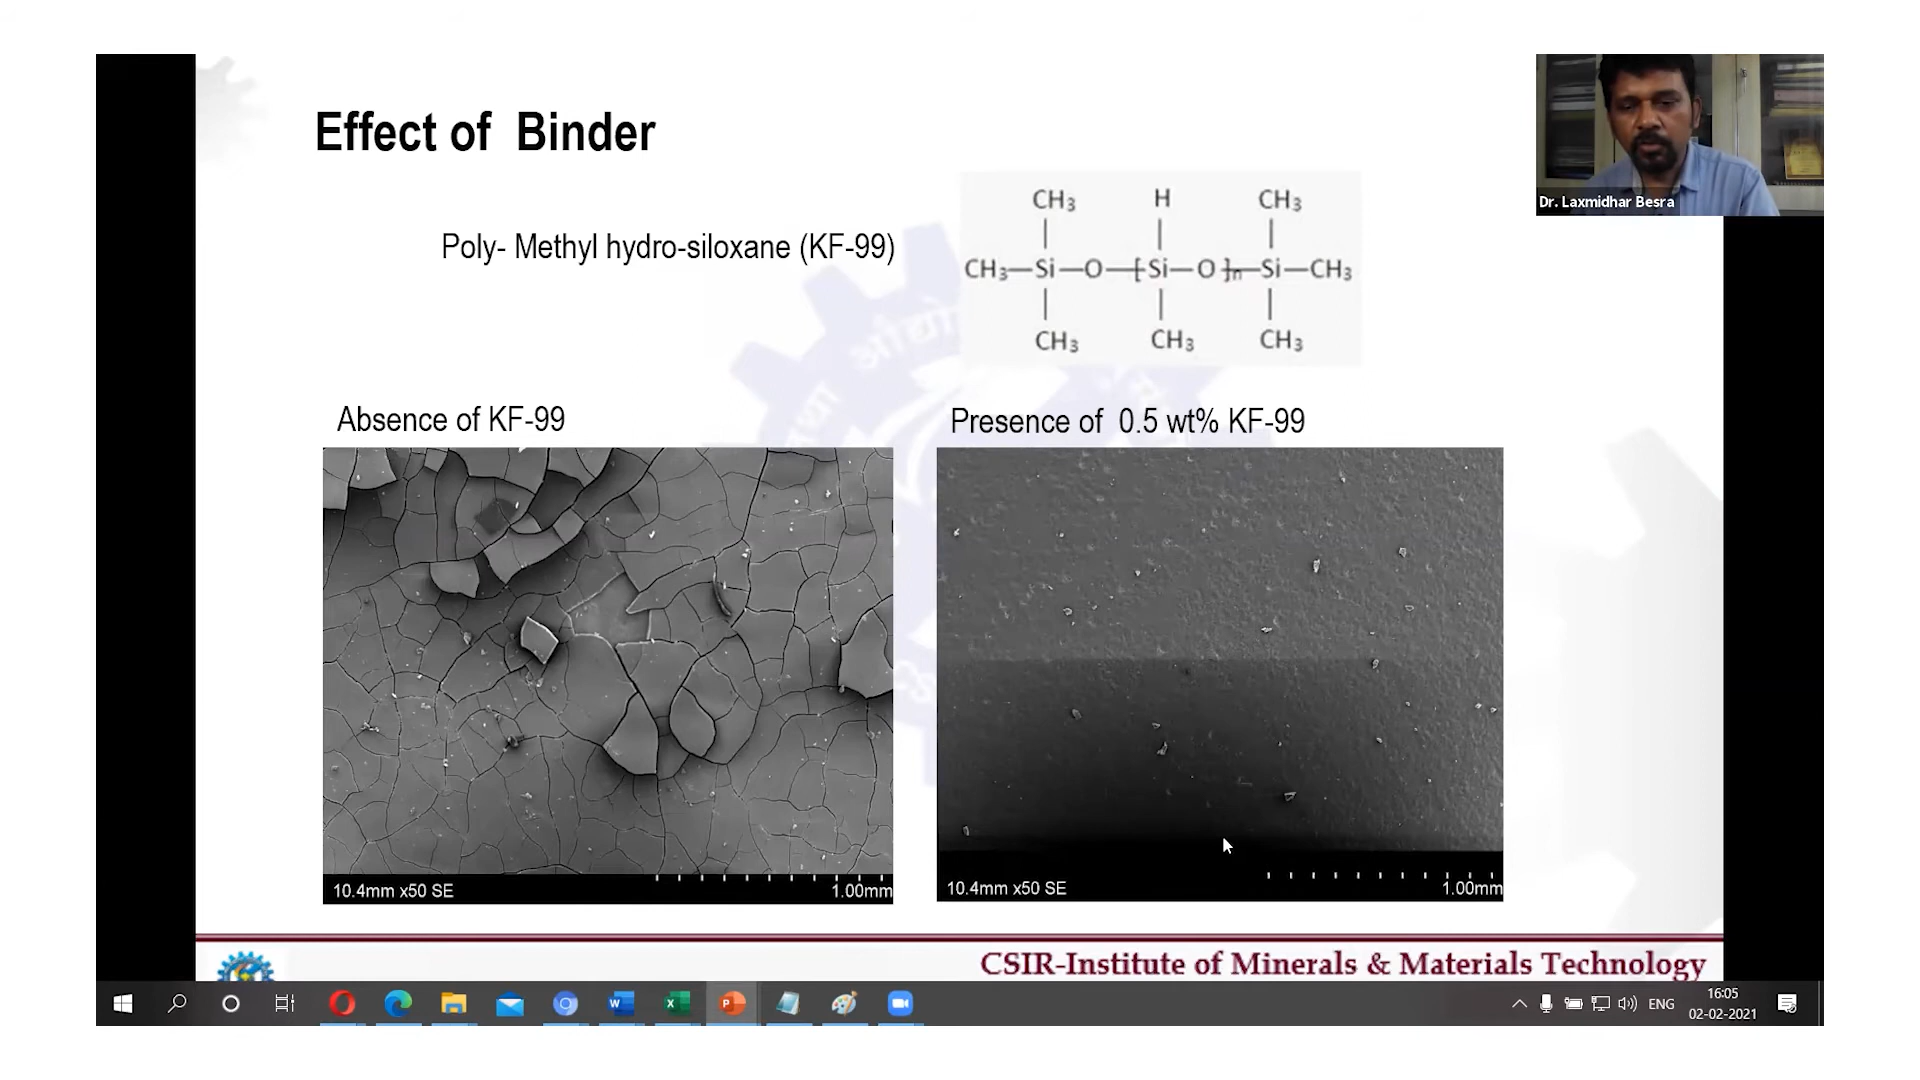 Effect of Binder
Dr. Laxmidhar Besra
Poly- Methyl hydro-siloxane (KF-99)
CH3 H CH3
CH3—Si—O—[Si—O]n—Si—CH3
CH3 CH3 CH3
Absence of KF-99
Presence of 0.5 wt% KF-99
10.4mm x50 SE 1.00mm
10.4mm x50 SE 1.00mm
CSIR-Institute of Minerals & Materials Technology
ENG
16:05
02-02-2021